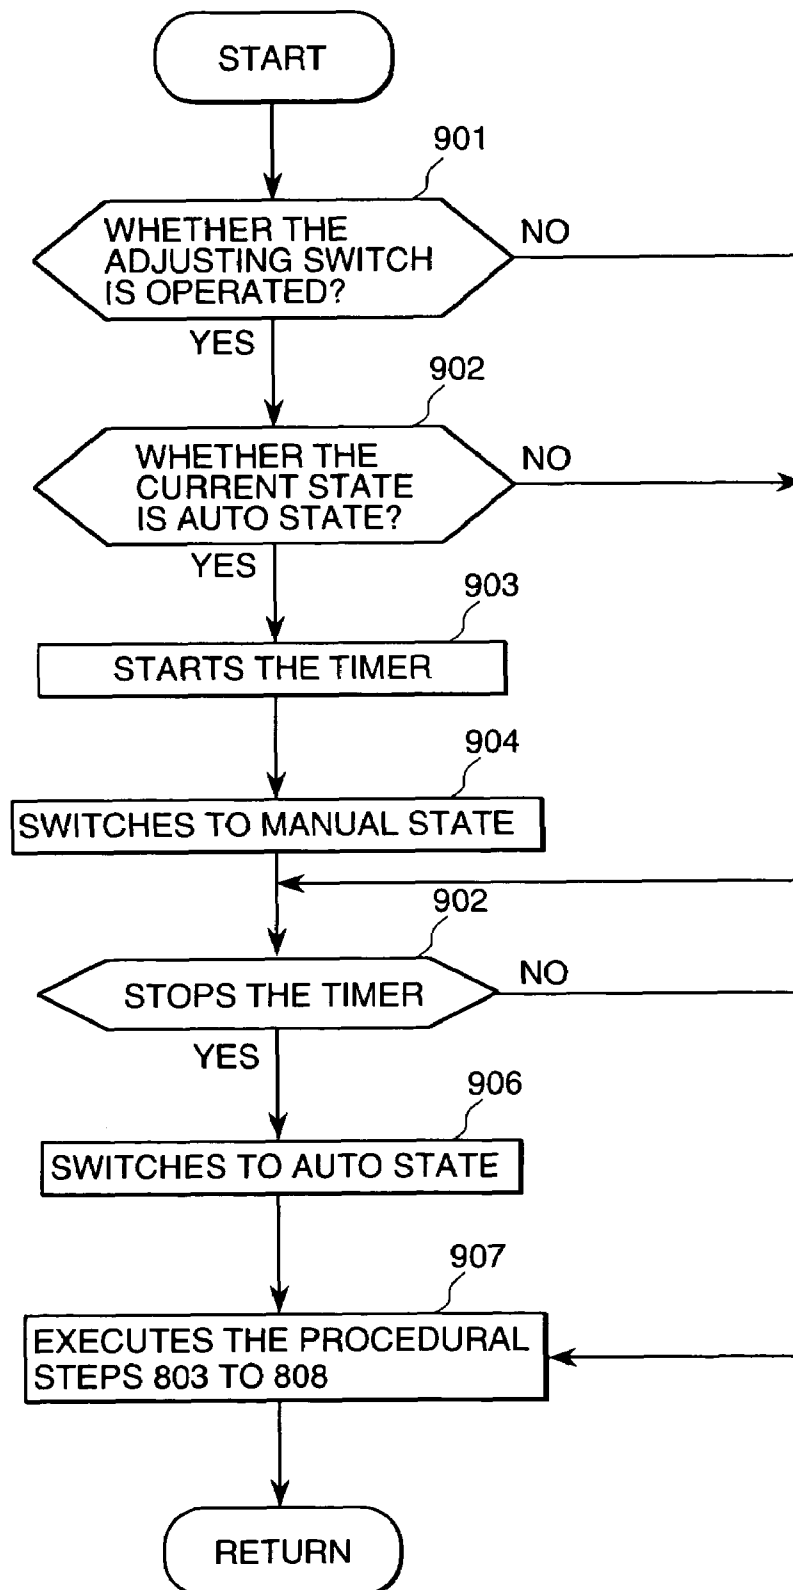 START
901
WHETHER THE
ADJUSTING SWITCH
IS OPERATED?
NO
YES
902
WHETHER THE
CURRENT STATE
IS AUTO STATE?
NO
YES
903
STARTS THE TIMER
904
SWITCHES TO MANUAL STATE
902
STOPS THE TIMER
NO
YES
906
SWITCHES TO AUTO STATE
907
EXECUTES THE PROCEDURAL
STEPS 803 TO 808
RETURN